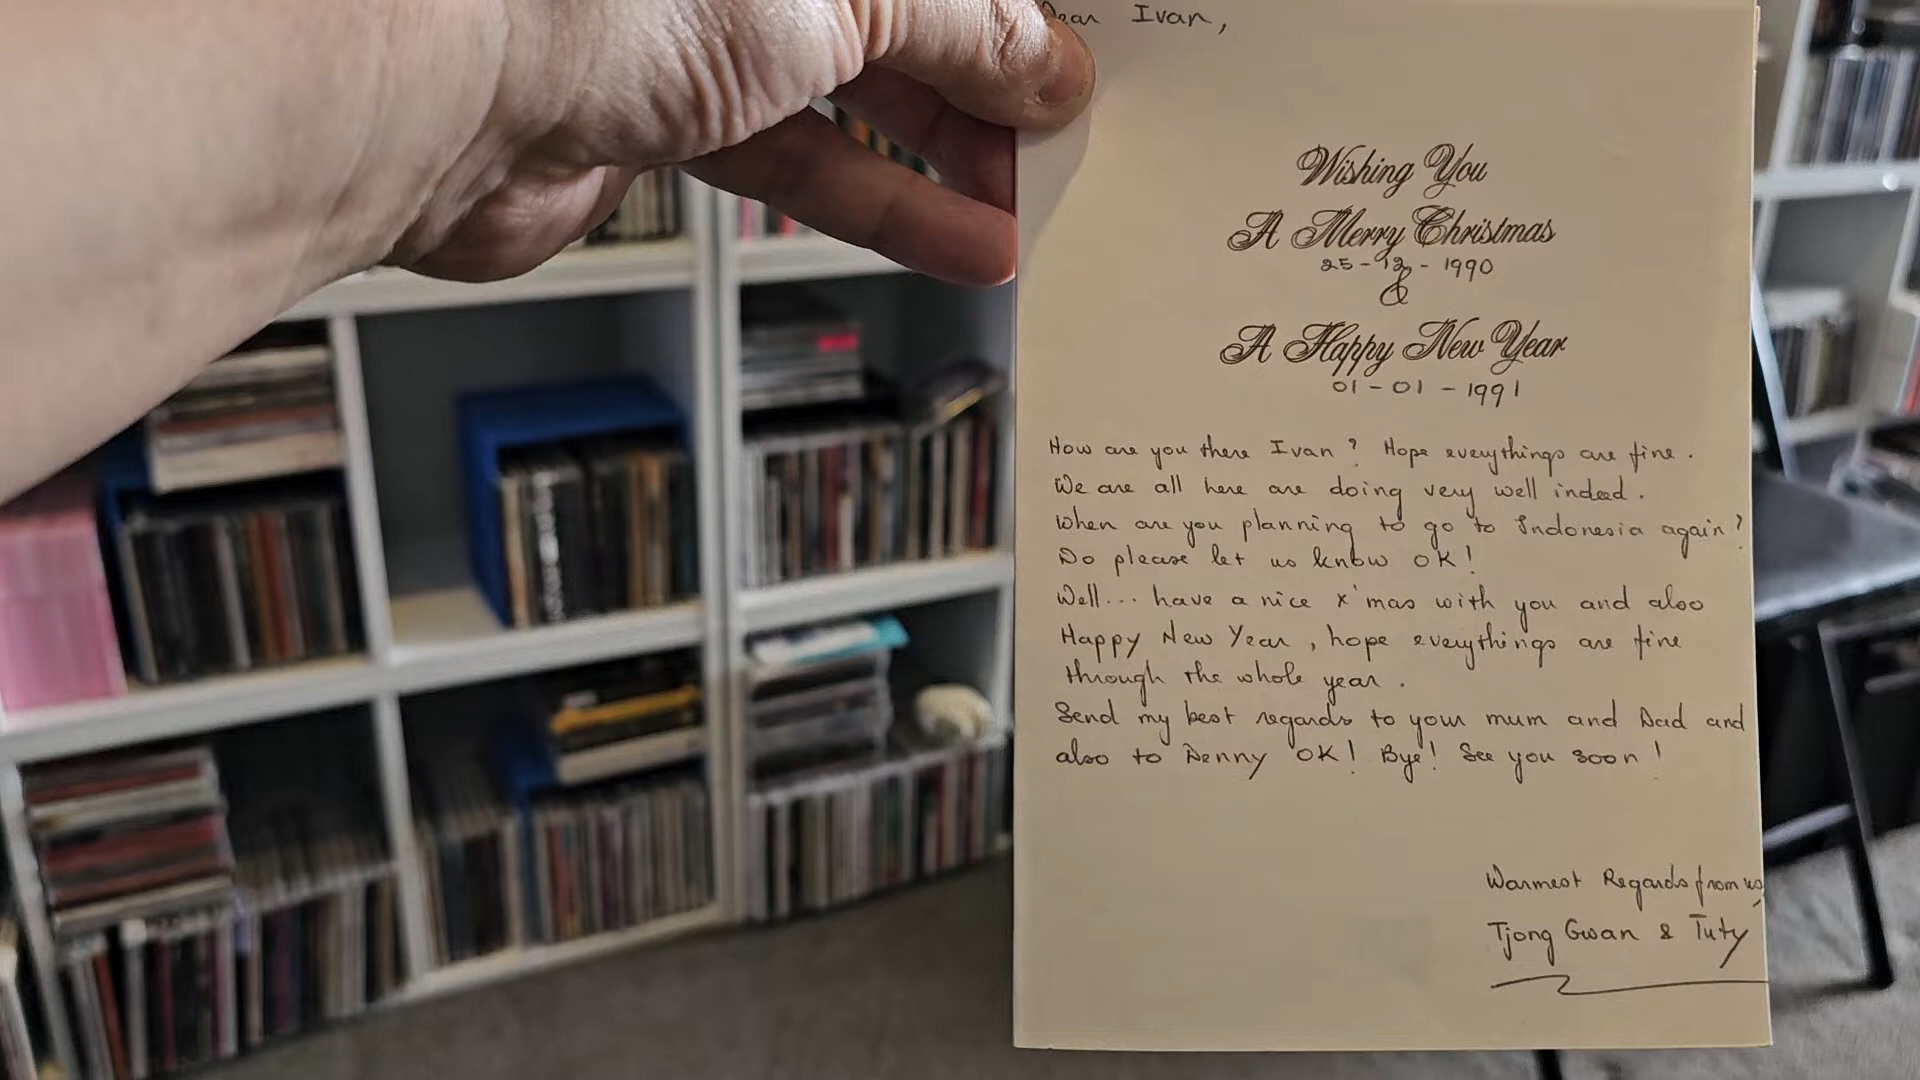 Dear Ivan,
Wishing You
A Merry Christmas
25-12-1990
&
A Happy New Year
01-01-1991
How are you there Ivan? Hope everythings are fine.
We are all here are doing very well indeed.
When are you planning to go to Indonesia again?
Do please let us know OK!
Well... have a nice x'mas with you and also
Happy New Year, hope everythings are fine
through the whole year.
Send my best regards to your mum and Dad and
also to Denny OK! Bye! See you soon!
Warmest Regards from us,
Tjong Gwan & Tuty